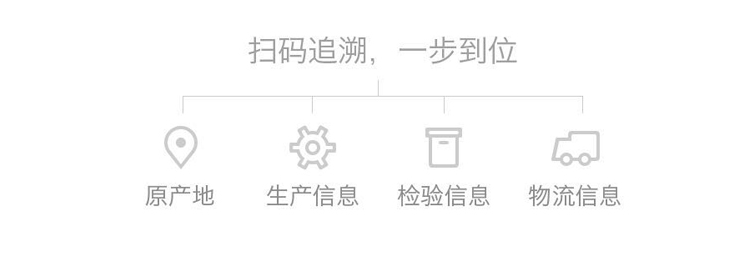 扫码追溯，一步到位
原产地
生产信息
检验信息
物流信息